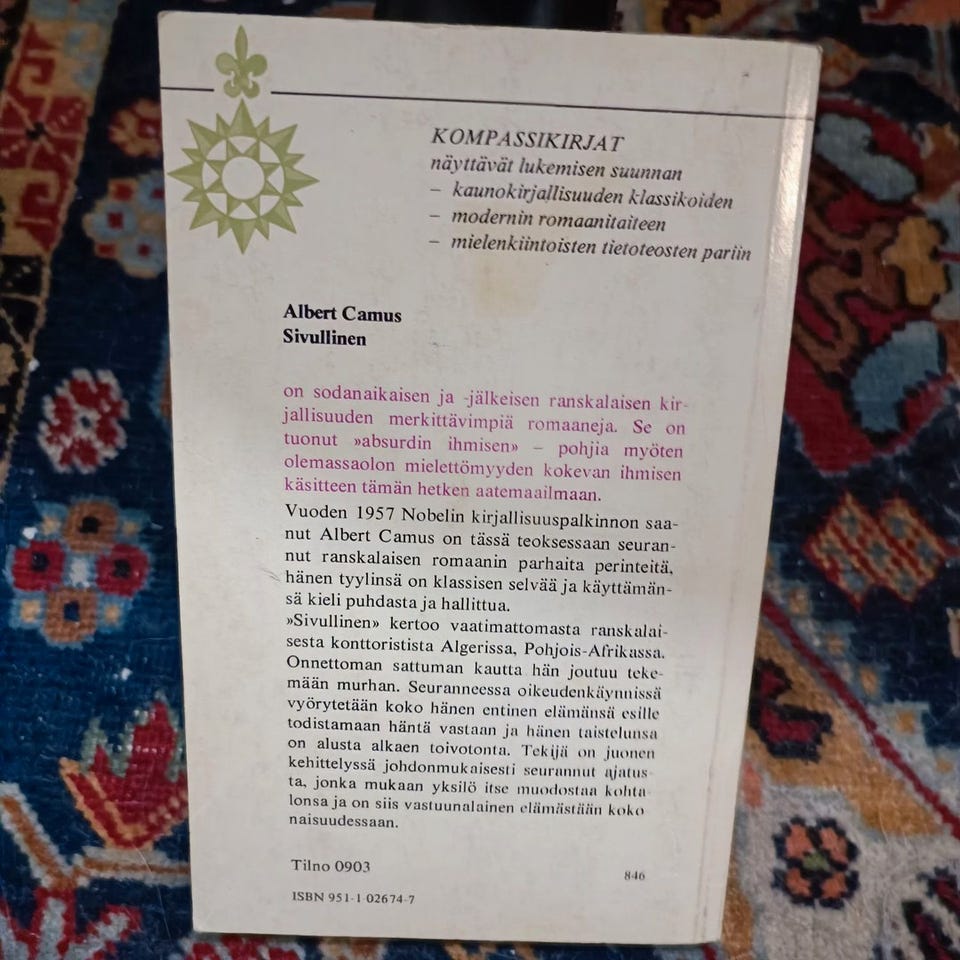 KOMPASSIKIRJAT
näyttävät lukemisen suunnan
– kaunokirjallisuuden klassikoiden
– modernin romaanitaiteen
– mielenkiintoisten tietoteosten pariin
Albert Camus
Sivullinen
on sodanaikaisen ja -jälkeisen ranskalaisen kir-
jallisuuden merkittävimpiä romaaneja. Se on
tuonut »absurdin ihmisen» – pohjia myöten
olemassaolon mielettömyyden kokevan ihmisen
käsitteen tämän hetken aatemaailmaan.
Vuoden 1957 Nobelin kirjallisuuspalkinnon saa-
nut Albert Camus on tässä teoksessaan seuran-
nut ranskalaisen romaanin parhaita perinteitä,
hänen tyylinsä on klassisen selvää ja käyttämän-
sä kieli puhdasta ja hallittua.
»Sivullinen» kertoo vaatimattomasta ranskalai-
sesta konttoristista Algerissa, Pohjois-Afrikassa.
Onnettoman sattuman kautta hän joutuu teke-
mään murhan. Seuranneessa oikeudenkäynnissä
vyörytetään koko hänen entinen elämänsä esille
todistamaan häntä vastaan ja hänen taistelunsa
on alusta alkaen toivotonta. Tekijä on juonen
kehittelyssä johdonmukaisesti seurannut ajatus-
ta, jonka mukaan yksilö itse muodostaa kohta-
lonsa ja on siis vastuunalainen elämästään koko
naisuudessaan.
Tilno 0903
846
ISBN 951-1-02674-7